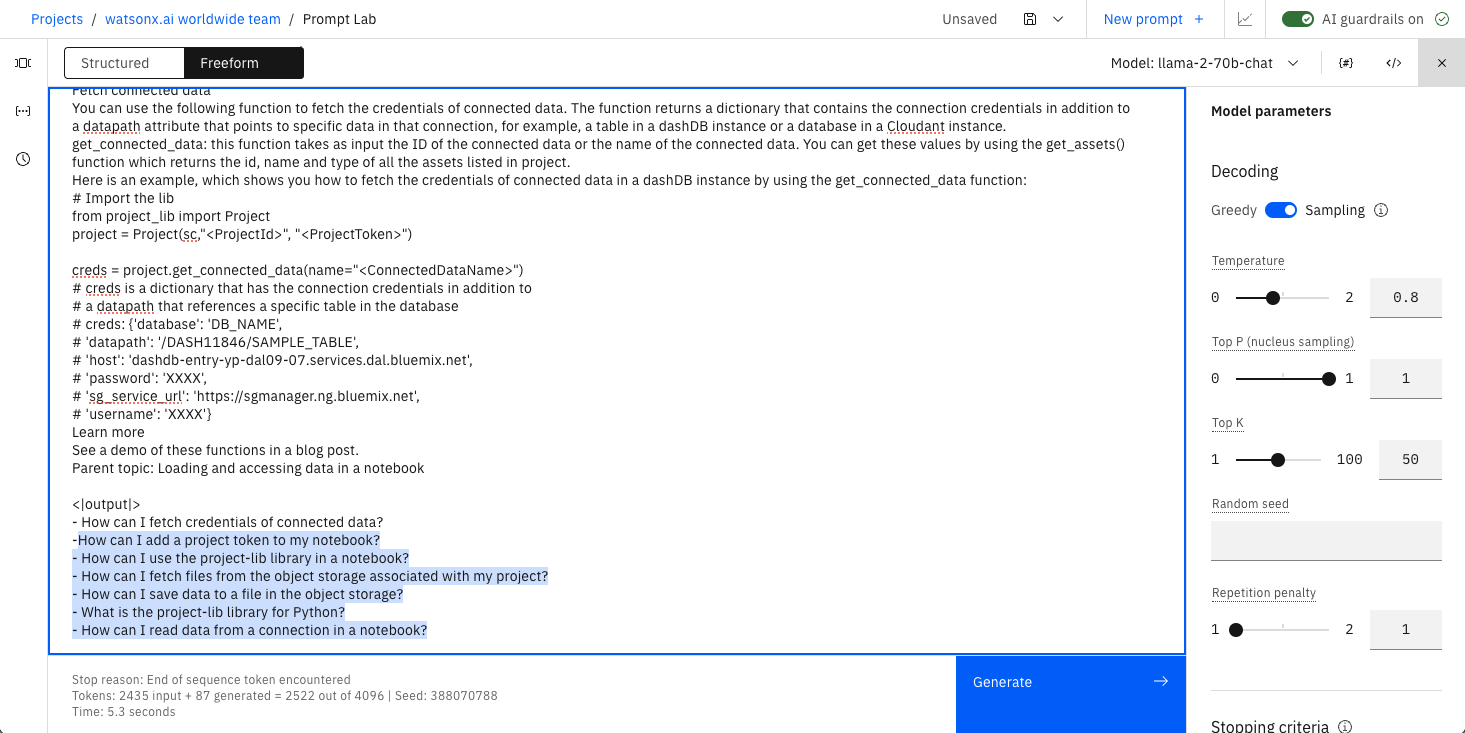 Projects / watsonx.ai worldwide team / Prompt Lab
Unsaved
New prompt +
AI guardrails on
Structured
Freeform
Model: llama-2-70b-chat
{#}
</>
Fetch connected data
You can use the following function to fetch the credentials of connected data. The function returns a dictionary that contains the connection credentials in addition to
a datapath attribute that points to specific data in that connection, for example, a table in a dashDB instance or a database in a Cloudant instance.
get_connected_data: this function takes as input the ID of the connected data or the name of the connected data. You can get these values by using the get_assets()
function which returns the id, name and type of all the assets listed in project.
Here is an example, which shows you how to fetch the credentials of connected data in a dashDB instance by using the get_connected_data function:
# Import the lib
from project_lib import Project
project = Project(sc,"<ProjectId>", "<ProjectToken>")
creds = project.get_connected_data(name="<ConnectedDataName>")
# creds is a dictionary that has the connection credentials in addition to
# a datapath that references a specific table in the database
# creds: {'database': 'DB_NAME',
# 'datapath': '/DASH11846/SAMPLE_TABLE',
# 'host': 'dashdb-entry-yp-dal09-07.services.dal.bluemix.net',
# 'password': 'XXXX',
# 'sg_service_url': 'https://sgmanager.ng.bluemix.net',
# 'username': 'XXXX'}
Learn more
See a demo of these functions in a blog post.
Parent topic: Loading and accessing data in a notebook
<|output|>
- How can I fetch credentials of connected data?
-How can I add a project token to my notebook?
- How can I use the project-lib library in a notebook?
- How can I fetch files from the object storage associated with my project?
- How can I save data to a file in the object storage?
- What is the project-lib library for Python?
- How can I read data from a connection in a notebook?
Stop reason: End of sequence token encountered
Tokens: 2435 input + 87 generated = 2522 out of 4096 | Seed: 388070788
Time: 5.3 seconds
Generate
Model parameters
Decoding
Greedy Sampling
Temperature
0 2 0.8
Top P (nucleus sampling)
0 1 1
Top K
1 100 50
Random seed
Repetition penalty
1 2 1
Stopping criteria